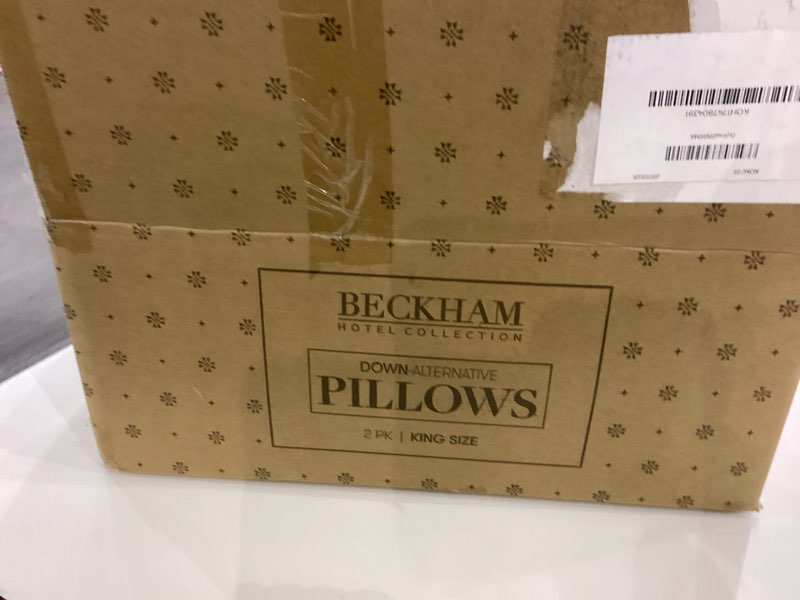 BECKHAM
HOTEL COLLECTION
DOWN-ALTERNATIVE
PILLOWS
2 PK | KING SIZE